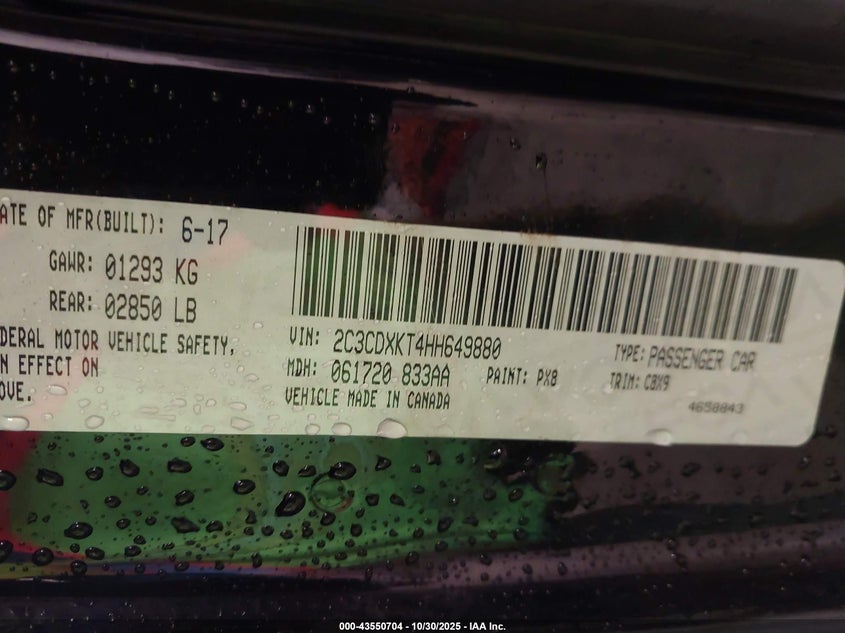 ATE OF MFR(BUILT): 6-17
GAWR: 01293 KG
REAR: 02850 LB
DERAL MOTOR VEHICLE SAFETY,
N EFFECT ON
OVE.
VIN: 2C3CDXKT4HH649880
MDH: 061720 833AA
PAINT: PX8
VEHICLE MADE IN CANADA
TYPE: PASSENGER CAR
TRIM: C8X9
4658843
000-43550704 - 10/30/2025 - IAA Inc.